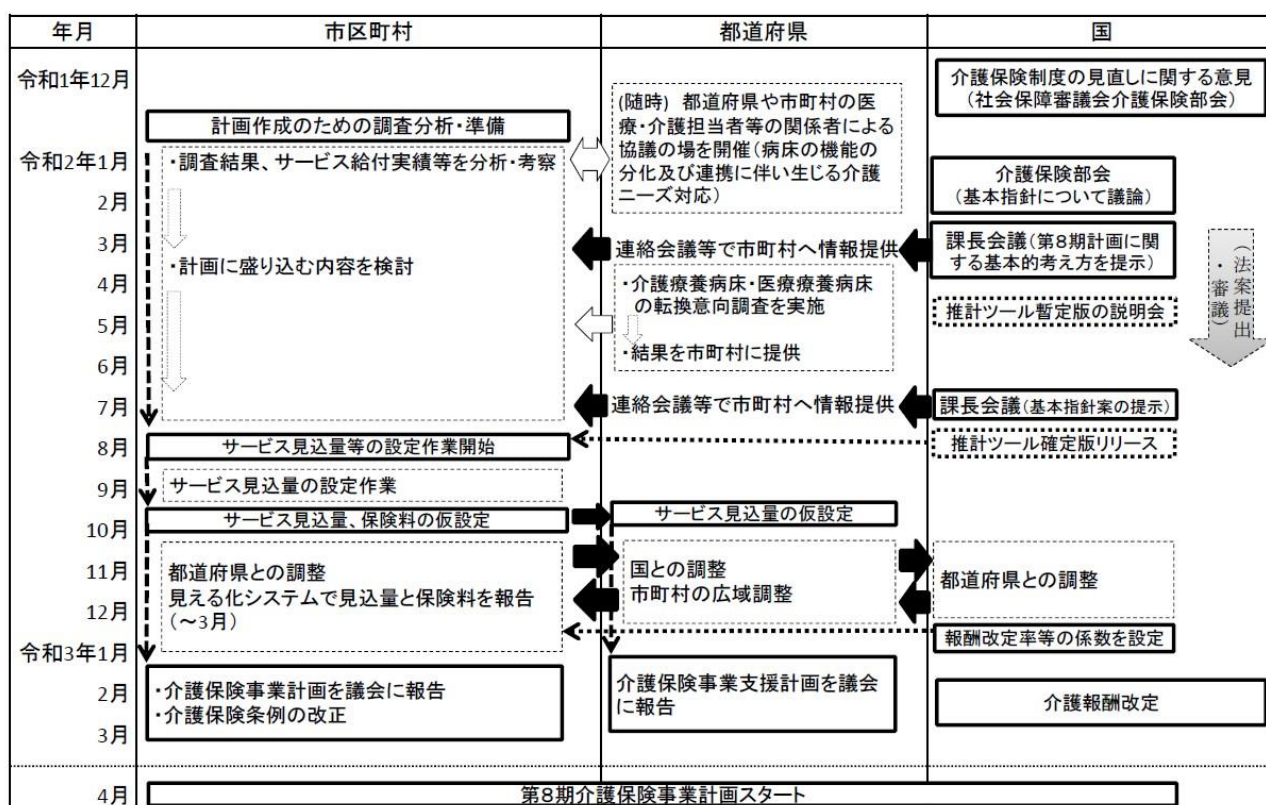 年月
市区町村
都道府県
国
令和1年12月
介護保険制度の見直しに関する意見
(社会保障審議会介護保険部会)
(随時) 都道府県や市町村の医
療・介護担当者等の関係者による
協議の場を開催(病床の機能の
分化及び連携に伴い生じる介護
ニーズ対応)
計画作成のための調査分析・準備
令和2年1月
・調査結果、サービス給付実績等を分析・考察
介護保険部会
(基本指針について議論)
2月
3月
連絡会議等で市町村へ情報提供
課長会議(第8期計画に関
する基本的考え方を提示)
(法案提出
・審議)
・計画に盛り込む内容を検討
4月
・介護療養病床・医療療養病床
の転換意向調査を実施
5月
推計ツール暫定版の説明会
・結果を市町村に提供
6月
7月
連絡会議等で市町村へ情報提供
課長会議(基本指針案の提示)
8月
サービス見込量等の設定作業開始
推計ツール確定版リリース
9月
サービス見込量の設定作業
10月
サービス見込量、保険料の仮設定
サービス見込量の仮設定
11月
都道府県との調整
見える化システムで見込量と保険料を報告
(～3月)
国との調整
市町村の広域調整
都道府県との調整
12月
報酬改定率等の係数を設定
令和3年1月
2月
・介護保険事業計画を議会に報告
・介護保険条例の改正
介護保険事業支援計画を議会
に報告
介護報酬改定
3月
4月
第8期介護保険事業計画スタート